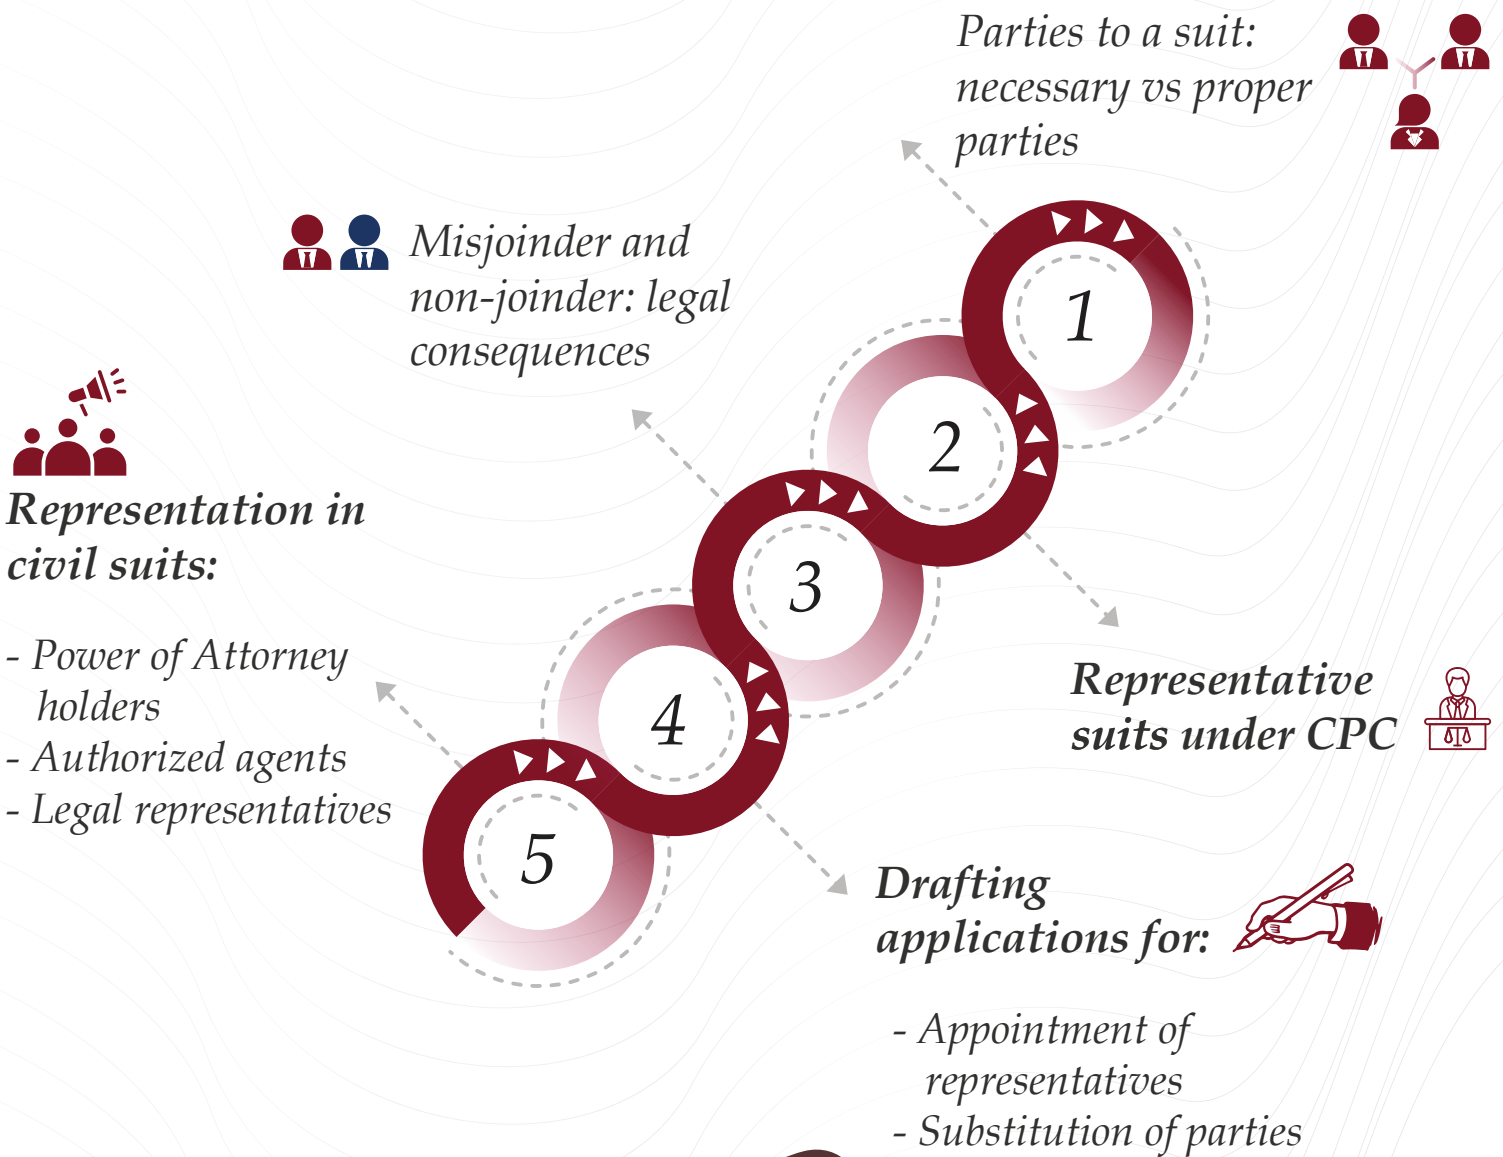 Parties to a suit:
necessary vs proper
parties
1
Misjoinder and
non-joinder: legal
consequences
2
3
Representation in
civil suits:
- Power of Attorney
holders
- Authorized agents
- Legal representatives
4
5
Representative
suits under CPC
Drafting
applications for:
- Appointment of
representatives
- Substitution of parties